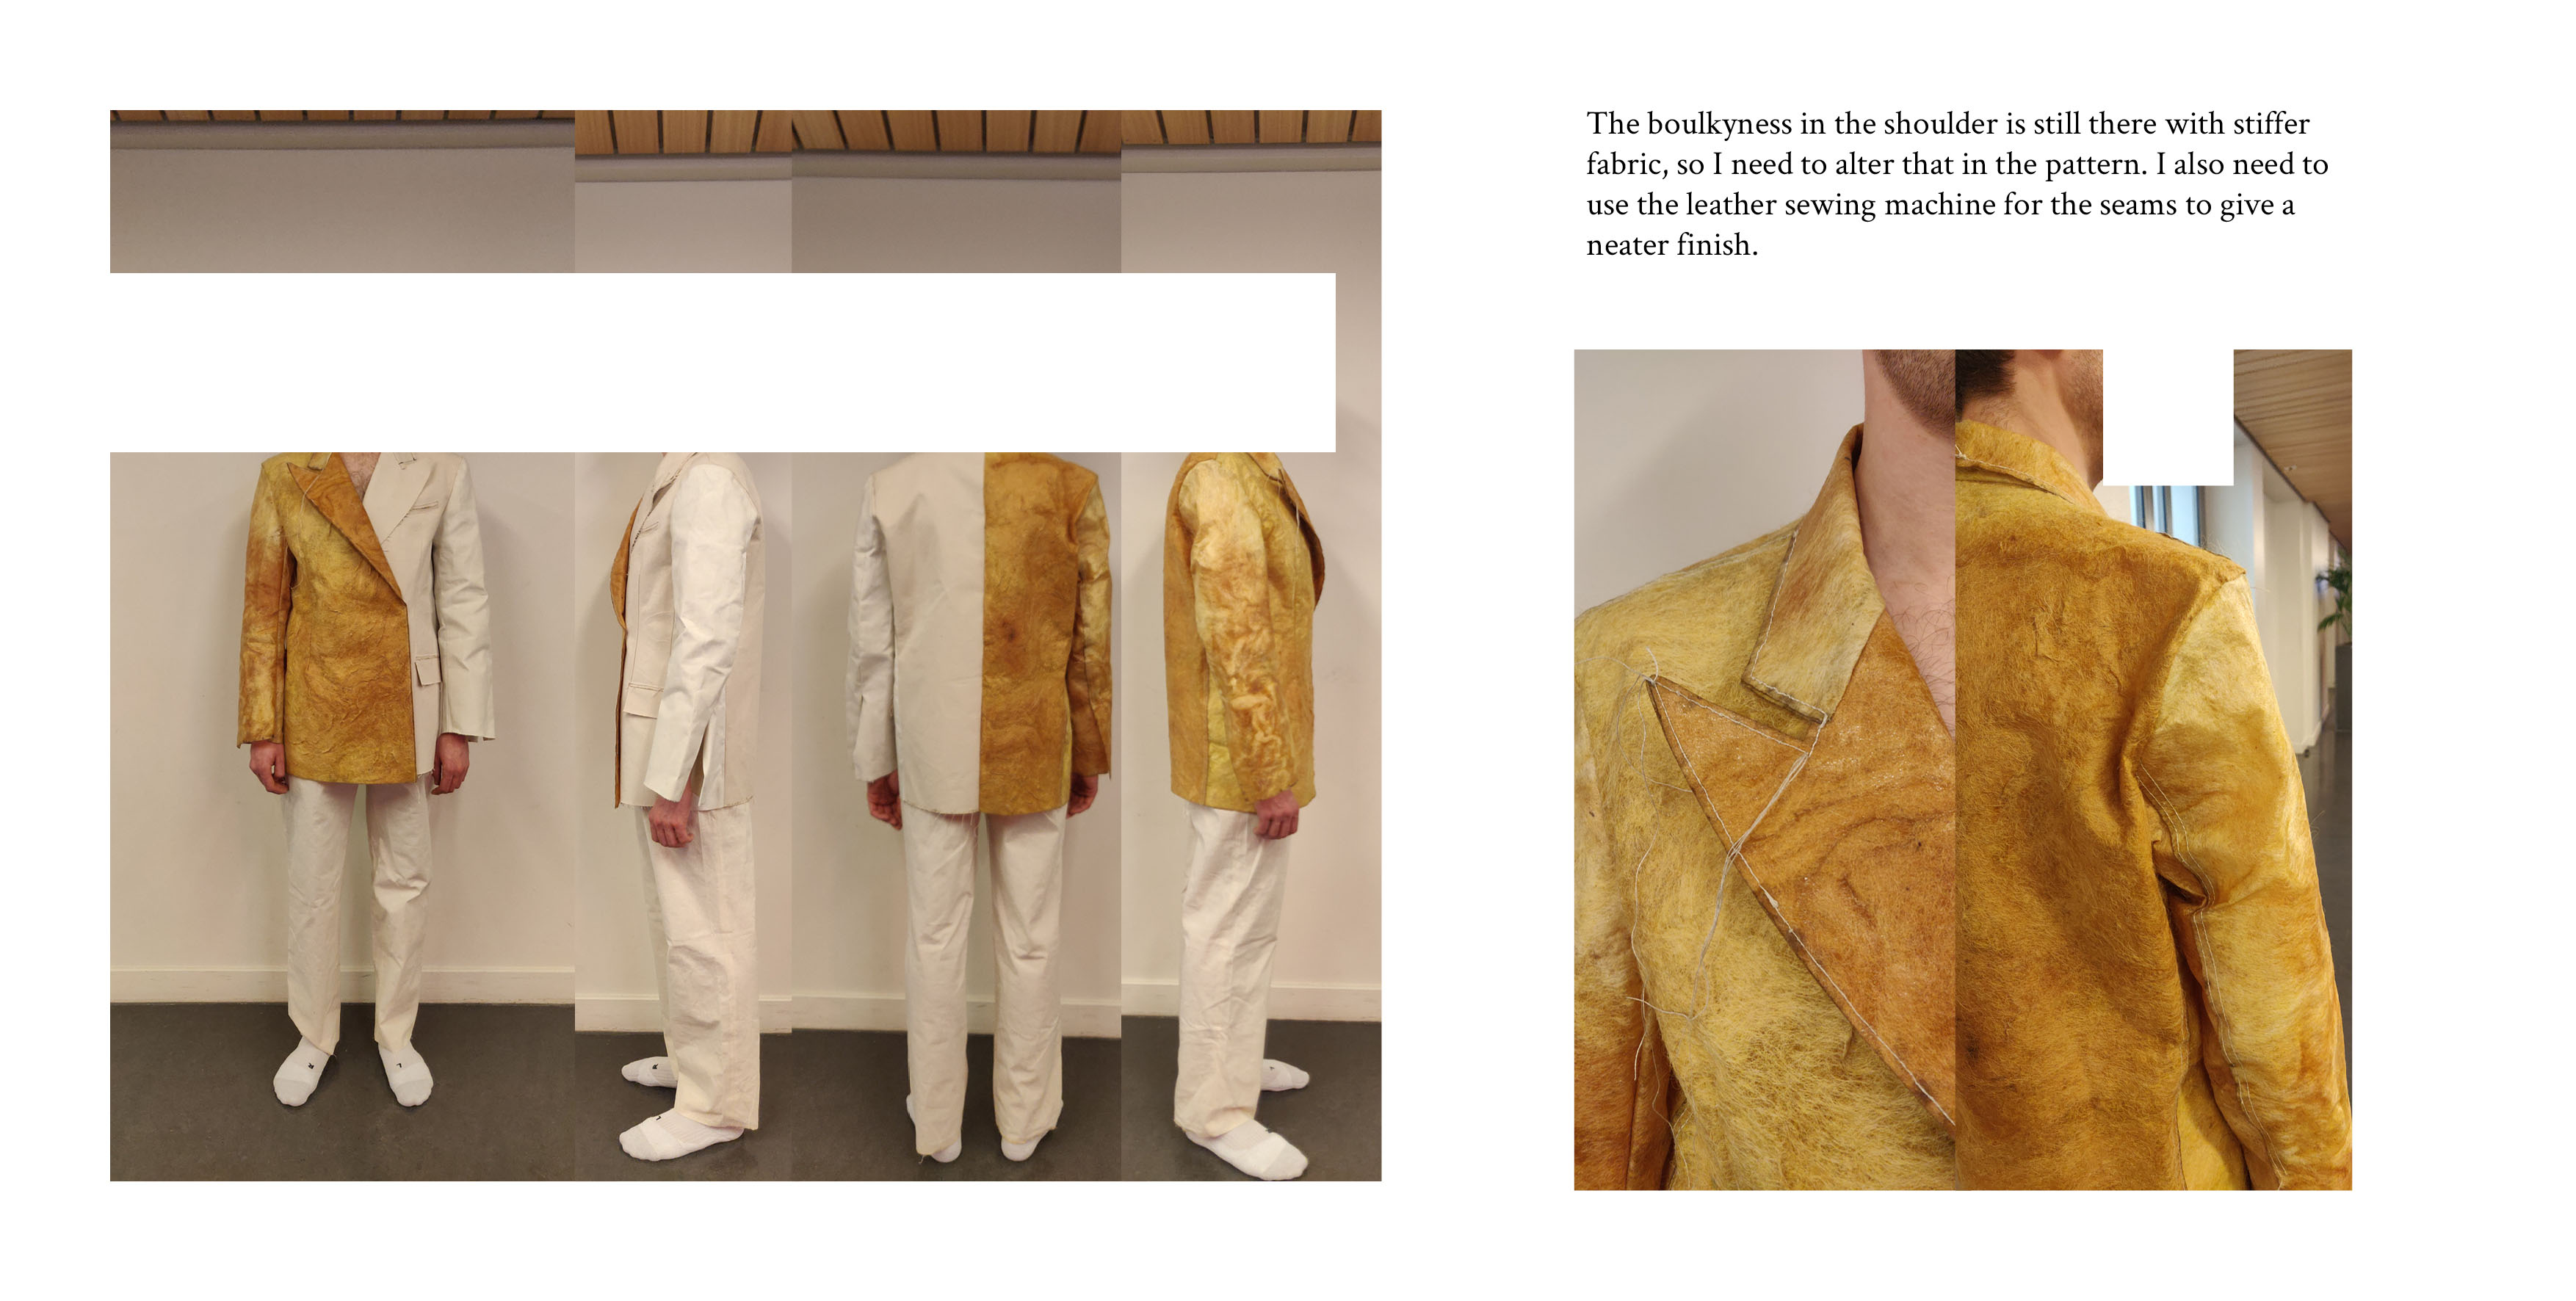 The boulkyness in the shoulder is still there with stiffer
fabric, so I need to alter that in the pattern. I also need to
use the leather sewing machine for the seams to give a
neater finish.
R
L